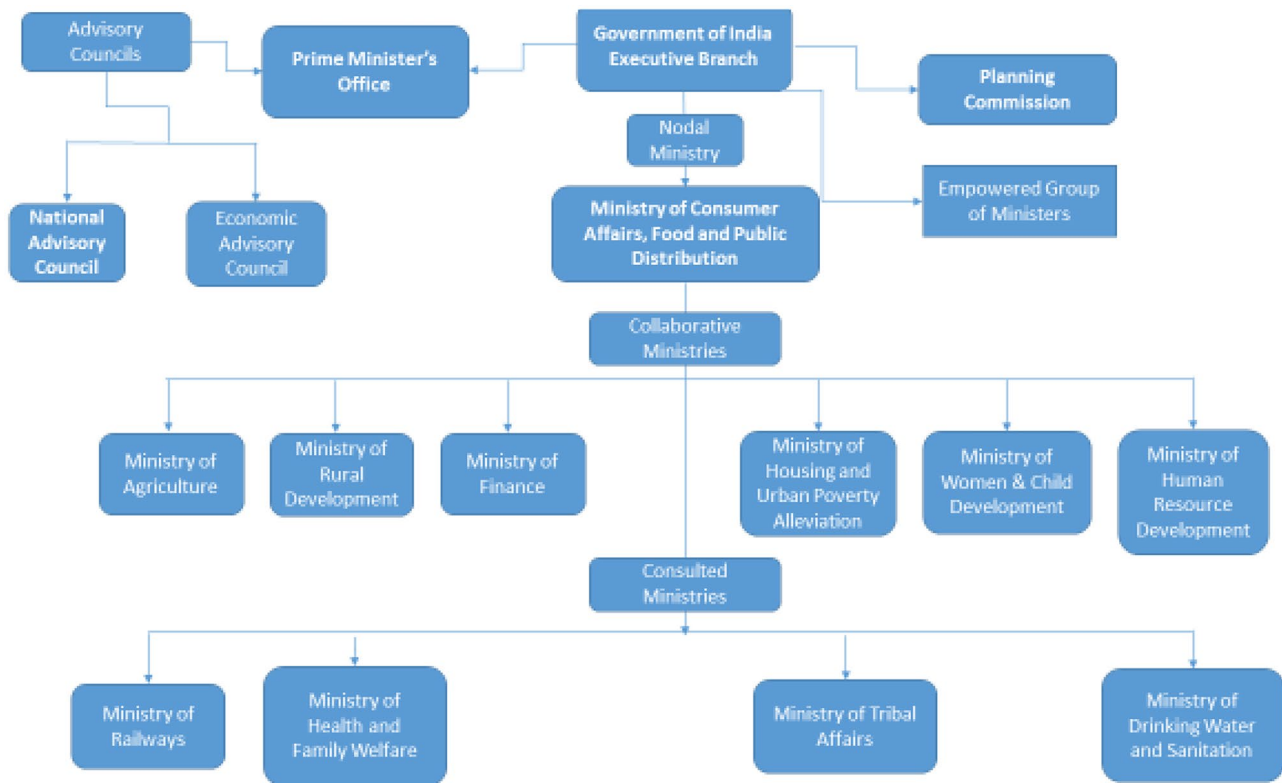 Advisory
Councils
Prime Minister's
Office
Government of India
Executive Branch
Planning
Commission
Nodal
Ministry
National
Advisory
Council
Economic
Advisory
Council
Ministry of Consumer
Affairs, Food and Public
Distribution
Empowered Group
of Ministers
Collaborative
Ministries
Ministry of
Agriculture
Ministry of
Rural
Development
Ministry of
Finance
Ministry of
Housing and
Urban Poverty
Alleviation
Ministry of
Women & Child
Development
Ministry of
Human
Resource
Development
Consulted
Ministries
Ministry of
Railways
Ministry of
Health and
Family Welfare
Ministry of Tribal
Affairs
Ministry of
Drinking Water
and Sanitation